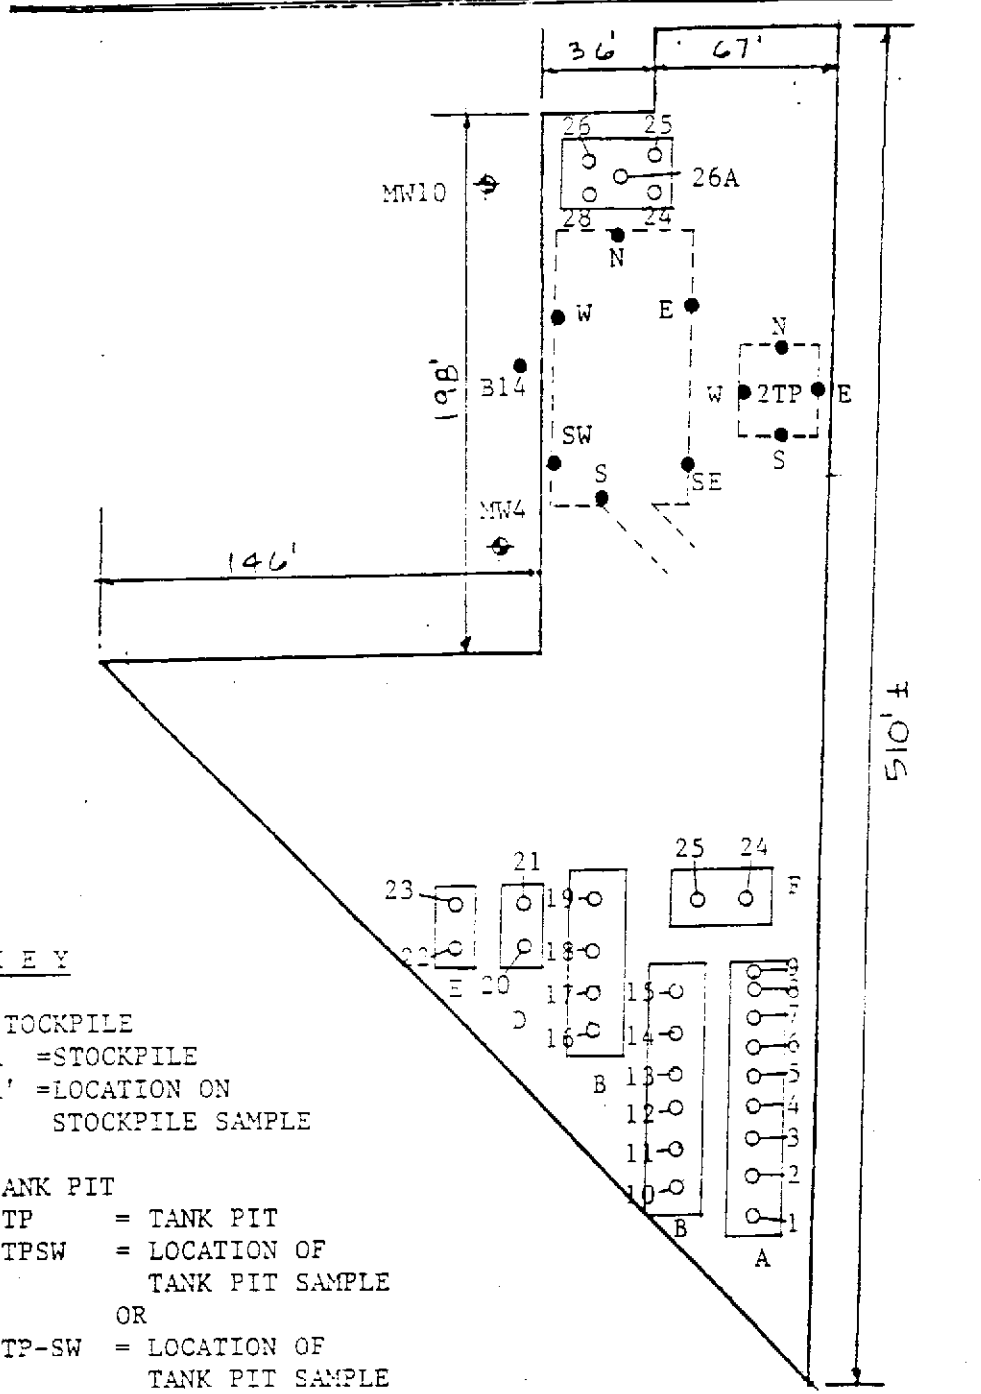 36' 67'
26 25
26A
MW10
28 24
N
W E
N
198'
B14
W 2TP E
SW
S
S
SE
MW4
146'
510' ±
25 24
21
23 19 F
22 18
E 20 17
D 16
B
15 9
14 8
13 7
12 6
11 5
10 4
3
2
1
B
A
K E Y
TOCKPILE
=STOCKPILE
' =LOCATION ON
STOCKPILE SAMPLE
ANK PIT
TP = TANK PIT
TPSW = LOCATION OF
TANK PIT SAMPLE
OR
TP-SW = LOCATION OF
TANK PIT SAMPLE